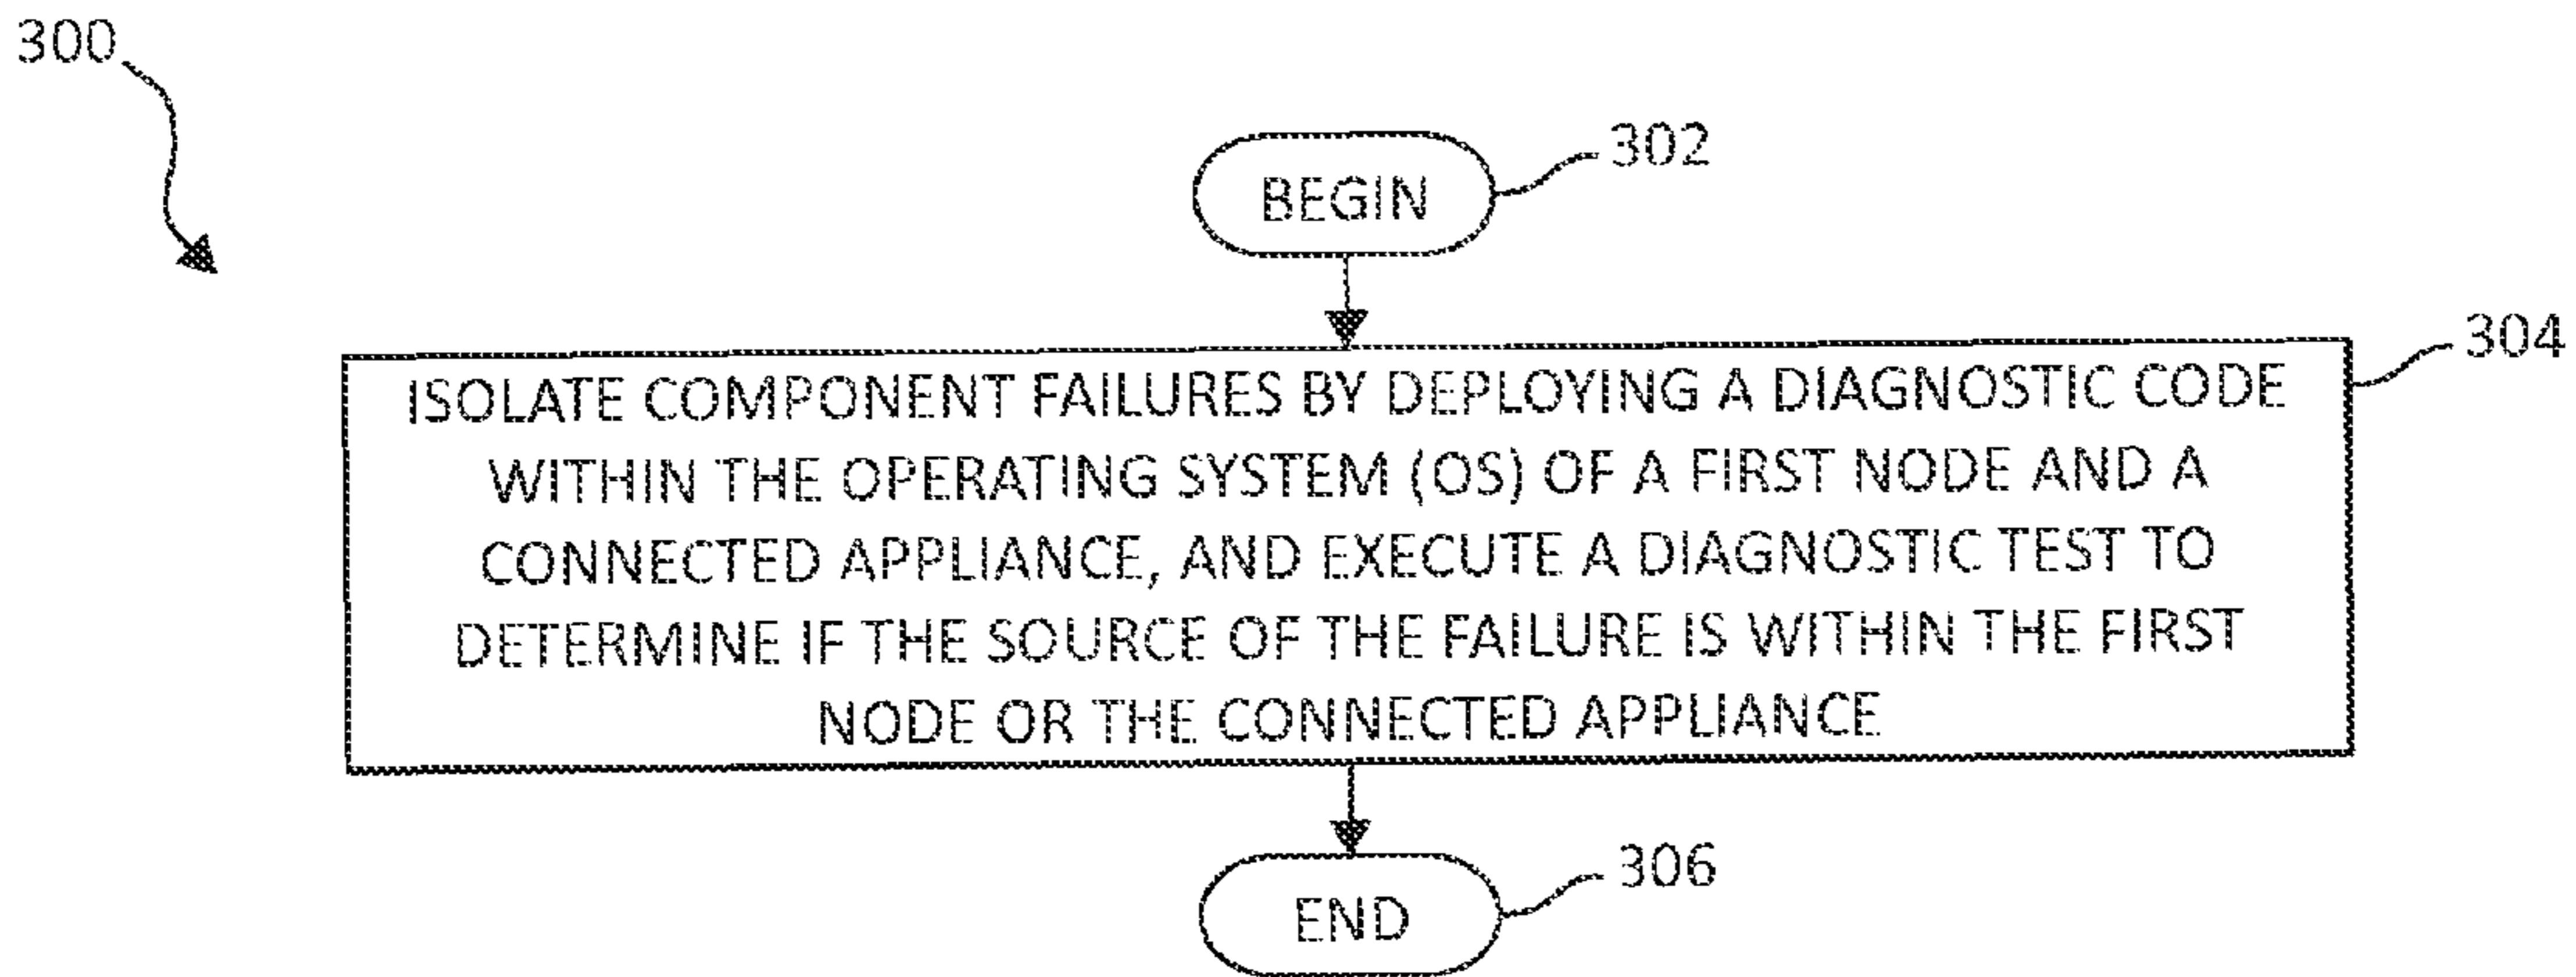 300
302
BEGIN
304
ISOLATE COMPONENT FAILURES BY DEPLOYING A DIAGNOSTIC CODE
WITHIN THE OPERATING SYSTEM (OS) OF A FIRST NODE AND A
CONNECTED APPLIANCE, AND EXECUTE A DIAGNOSTIC TEST TO
DETERMINE IF THE SOURCE OF THE FAILURE IS WITHIN THE FIRST
NODE OR THE CONNECTED APPLIANCE
306
END